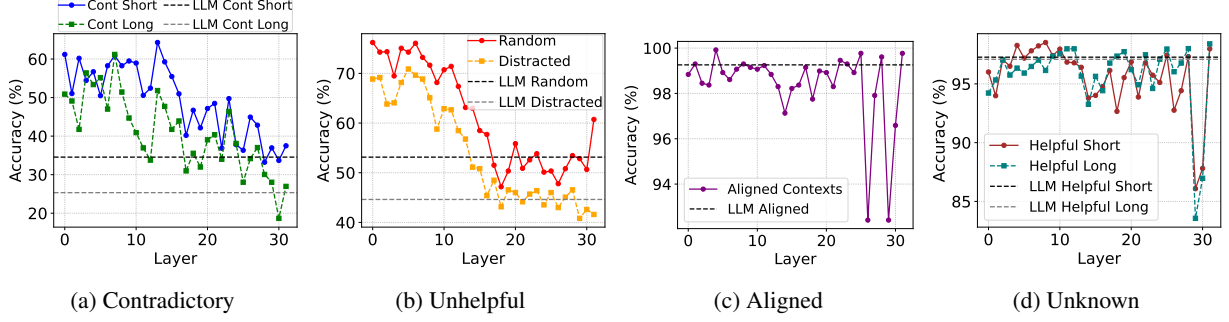 Cont Short
LLM Cont Short
Cont Long
LLM Cont Long
60
50
40
30
20
0
10
20
30
Accuracy (%)
Layer
(a) Contradictory
Random
Distracted
LLM Random
LLM Distracted
70
60
50
40
0
10
20
30
Accuracy (%)
Layer
(b) Unhelpful
100
98
96
94
Aligned Contexts
LLM Aligned
0
10
20
30
Accuracy (%)
Layer
(c) Aligned
95
90
85
Helpful Short
Helpful Long
LLM Helpful Short
LLM Helpful Long
0
10
20
30
Accuracy (%)
Layer
(d) Unknown